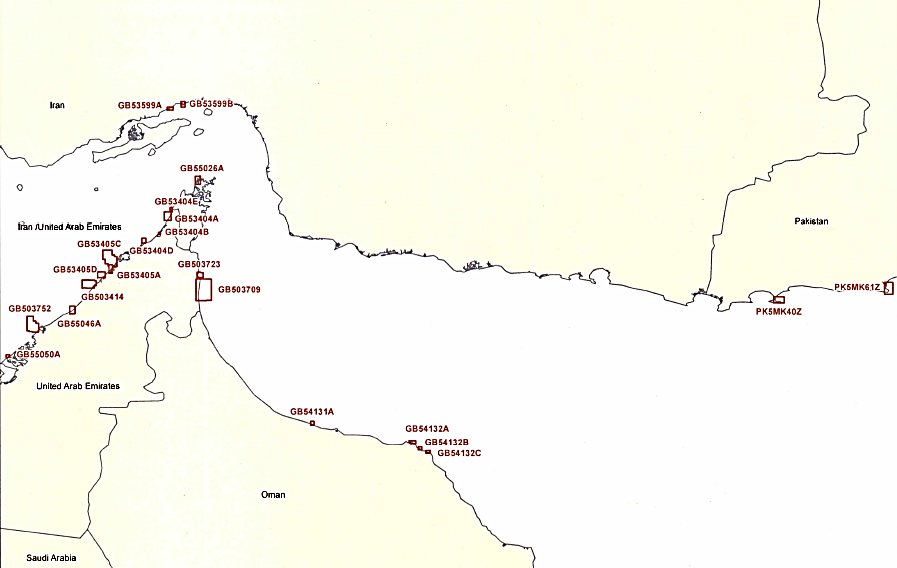 Iran
GB53599A
GB53599B
GB55026A
GB53404E
GB53404A
Iran /United Arab Emirates
GB53404B
GB53405C
GB53404D
Pakistan
GB53405D
GB53405A
GB503723
GB503709
PK5MK61Z
GB503414
GB503752
GB55046A
PK5MK40Z
GB55050A
United Arab Emirates
GB54131A
GB54132A
GB54132B
GB54132C
Oman
Saudi Arabia